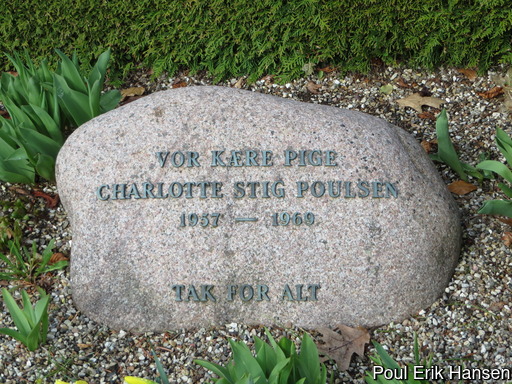 VOR KÆRE PIGE
CHARLOTTE STIG POULSEN
1957 — 1969
TAK FOR ALT
Poul Erik Hansen